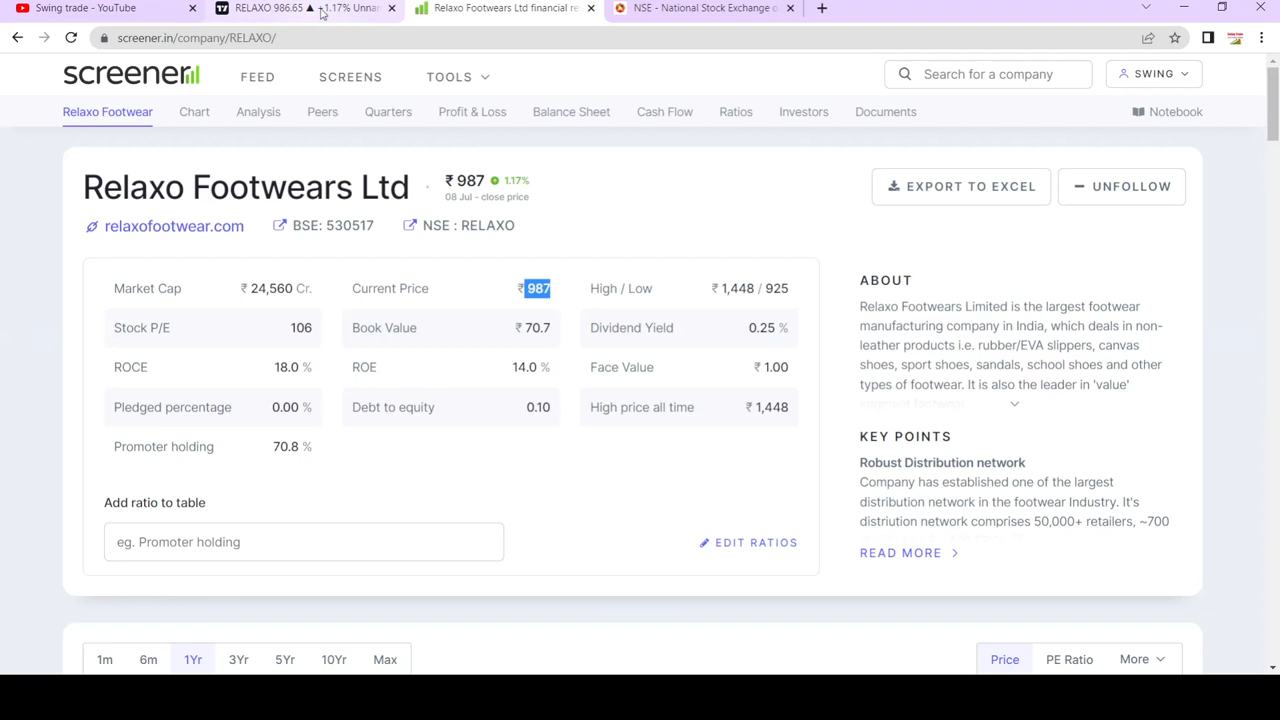 Swing trade - YouTube
RELAXO 986.65 ▲ +1.17% Unnar
Relaxo Footwears Ltd financial re
NSE - National Stock Exchange o
screener.in/company/RELAXO/
screener
FEED
SCREENS
TOOLS
Search for a company
SWING
Relaxo Footwear
Chart
Analysis
Peers
Quarters
Profit & Loss
Balance Sheet
Cash Flow
Ratios
Investors
Documents
Notebook
Relaxo Footwears Ltd
₹ 987 1.17%
08 Jul - close price
EXPORT TO EXCEL
UNFOLLOW
relaxofootwear.com
BSE: 530517
NSE : RELAXO
Market Cap ₹ 24,560 Cr.
Current Price ₹ 987
High / Low ₹ 1,448 / 925
Stock P/E 106
Book Value ₹ 70.7
Dividend Yield 0.25 %
ROCE 18.0 %
ROE 14.0 %
Face Value ₹ 1.00
Pledged percentage 0.00 %
Debt to equity 0.10
High price all time ₹ 1,448
Promoter holding 70.8 %
Add ratio to table
eg. Promoter holding
EDIT RATIOS
ABOUT
Relaxo Footwears Limited is the largest footwear
manufacturing company in India, which deals in non-
leather products i.e. rubber/EVA slippers, canvas
shoes, sport shoes, sandals, school shoes and other
types of footwear. It is also the leader in 'value'
KEY POINTS
Robust Distribution network
Company has established one of the largest
distribution network in the footwear Industry. It's
distriution network comprises 50,000+ retailers, ~700
READ MORE
1m
6m
1Yr
3Yr
5Yr
10Yr
Max
Price
PE Ratio
More